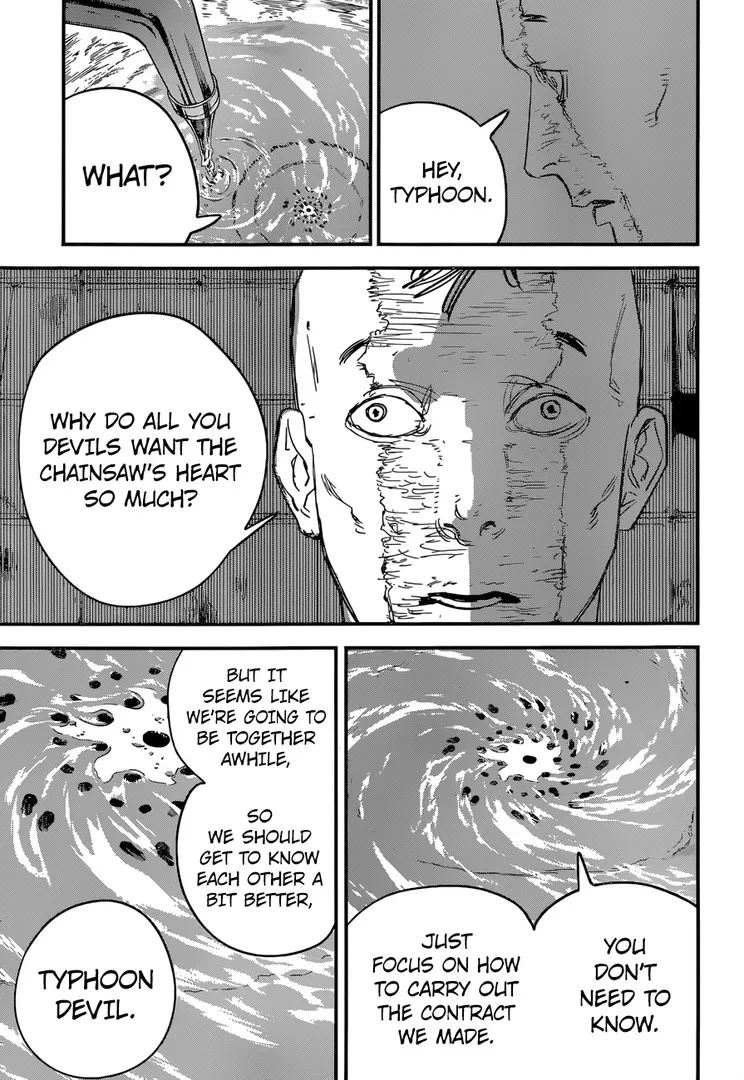 HEY,
TYPHOON.
WHAT?
WHY DO ALL YOU
DEVILS WANT THE
CHAINSAW'S HEART
SO MUCH?
YOU
DON'T
NEED TO
KNOW.
JUST
FOCUS ON HOW
TO CARRY OUT
THE CONTRACT
WE MADE.
BUT IT
SEEMS LIKE
WE'RE GOING TO
BE TOGETHER
AWHILE,
SO
WE SHOULD
GET TO KNOW
EACH OTHER A
BIT BETTER,
TYPHOON
DEVIL.